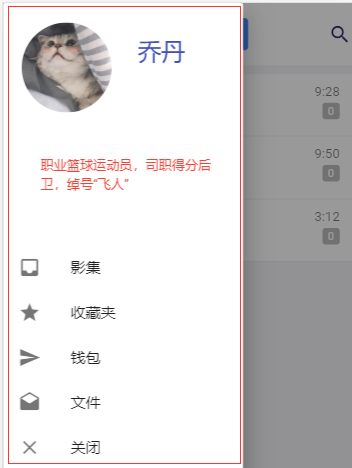 乔丹
职业篮球运动员，司职得分后
卫，绰号“飞人”
影集
收藏夹
钱包
文件
关闭
9:28
0
9:50
0
3:12
0